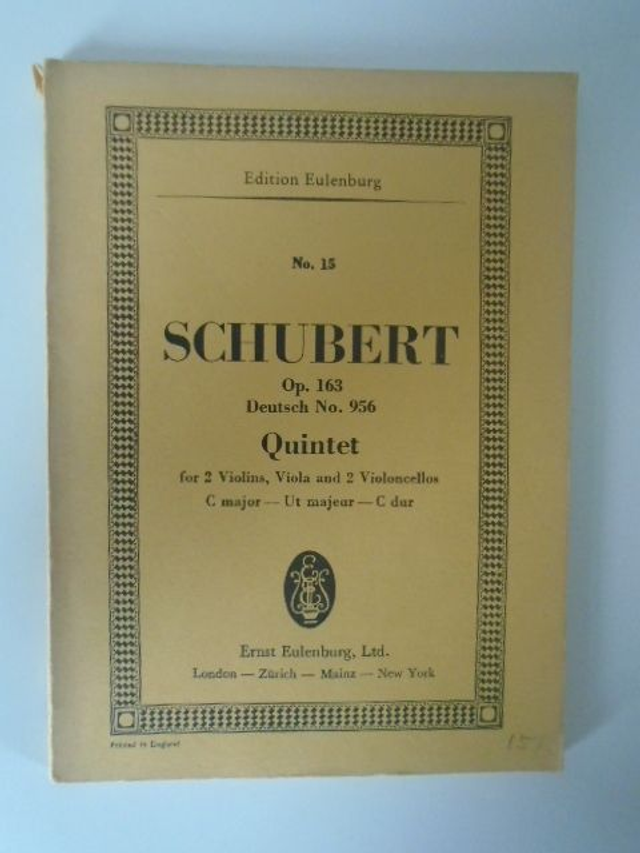 Edition Eulenburg
No. 15
SCHUBERT
Op. 163
Deutsch No. 956
Quintet
for 2 Violins, Viola and 2 Violoncellos
C major — Ut majeur — C dur
Ernst Eulenburg, Ltd.
London — Zürich — Mainz — New York
Printed in England